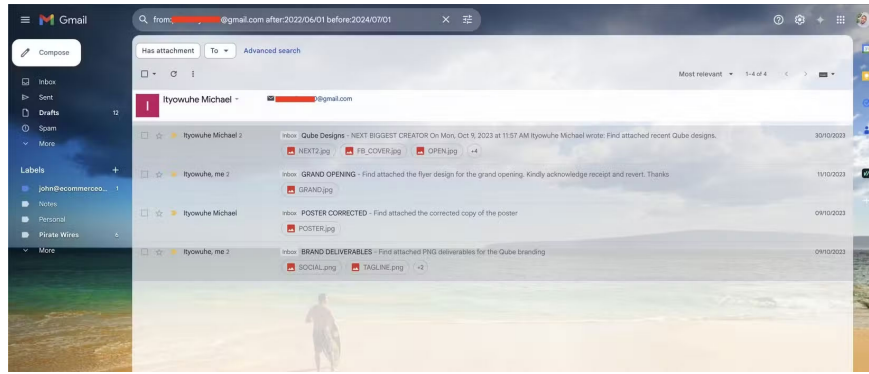 Gmail
from: @gmail.com after:2022/06/01 before:2024/07/01
Compose
Has attachment
To
Advanced search
Most relevant
1-4 of 4
Inbox
Sent
Drafts 12
Spam
More
Labels
john@ecommerceo... 1
Notes
Personal
Pirate Wires 6
More
I
Ityowuhe Michael
@gmail.com
Ityowuhe Michael 2
Inbox Qube Designs - NEXT BIGGEST CREATOR On Mon, Oct 9, 2023 at 11:57 AM Ityowuhe Michael wrote: Find attached recent Qube designs.
30/10/2023
NEXT2.jpg FB_COVER.jpg OPEN.jpg +4
Ityowuhe, me 2
Inbox GRAND OPENING - Find attached the flyer design for the grand opening. Kindly acknowledge receipt and revert. Thanks
11/10/2023
GRAND.jpg
Ityowuhe Michael
Inbox POSTER CORRECTED - Find attached the corrected copy of the poster
09/10/2023
POSTER.jpg
Ityowuhe, me 2
Inbox BRAND DELIVERABLES - Find attached PNG deliverables for the Qube branding
09/10/2023
SOCIAL.png TAGLINE.png +2